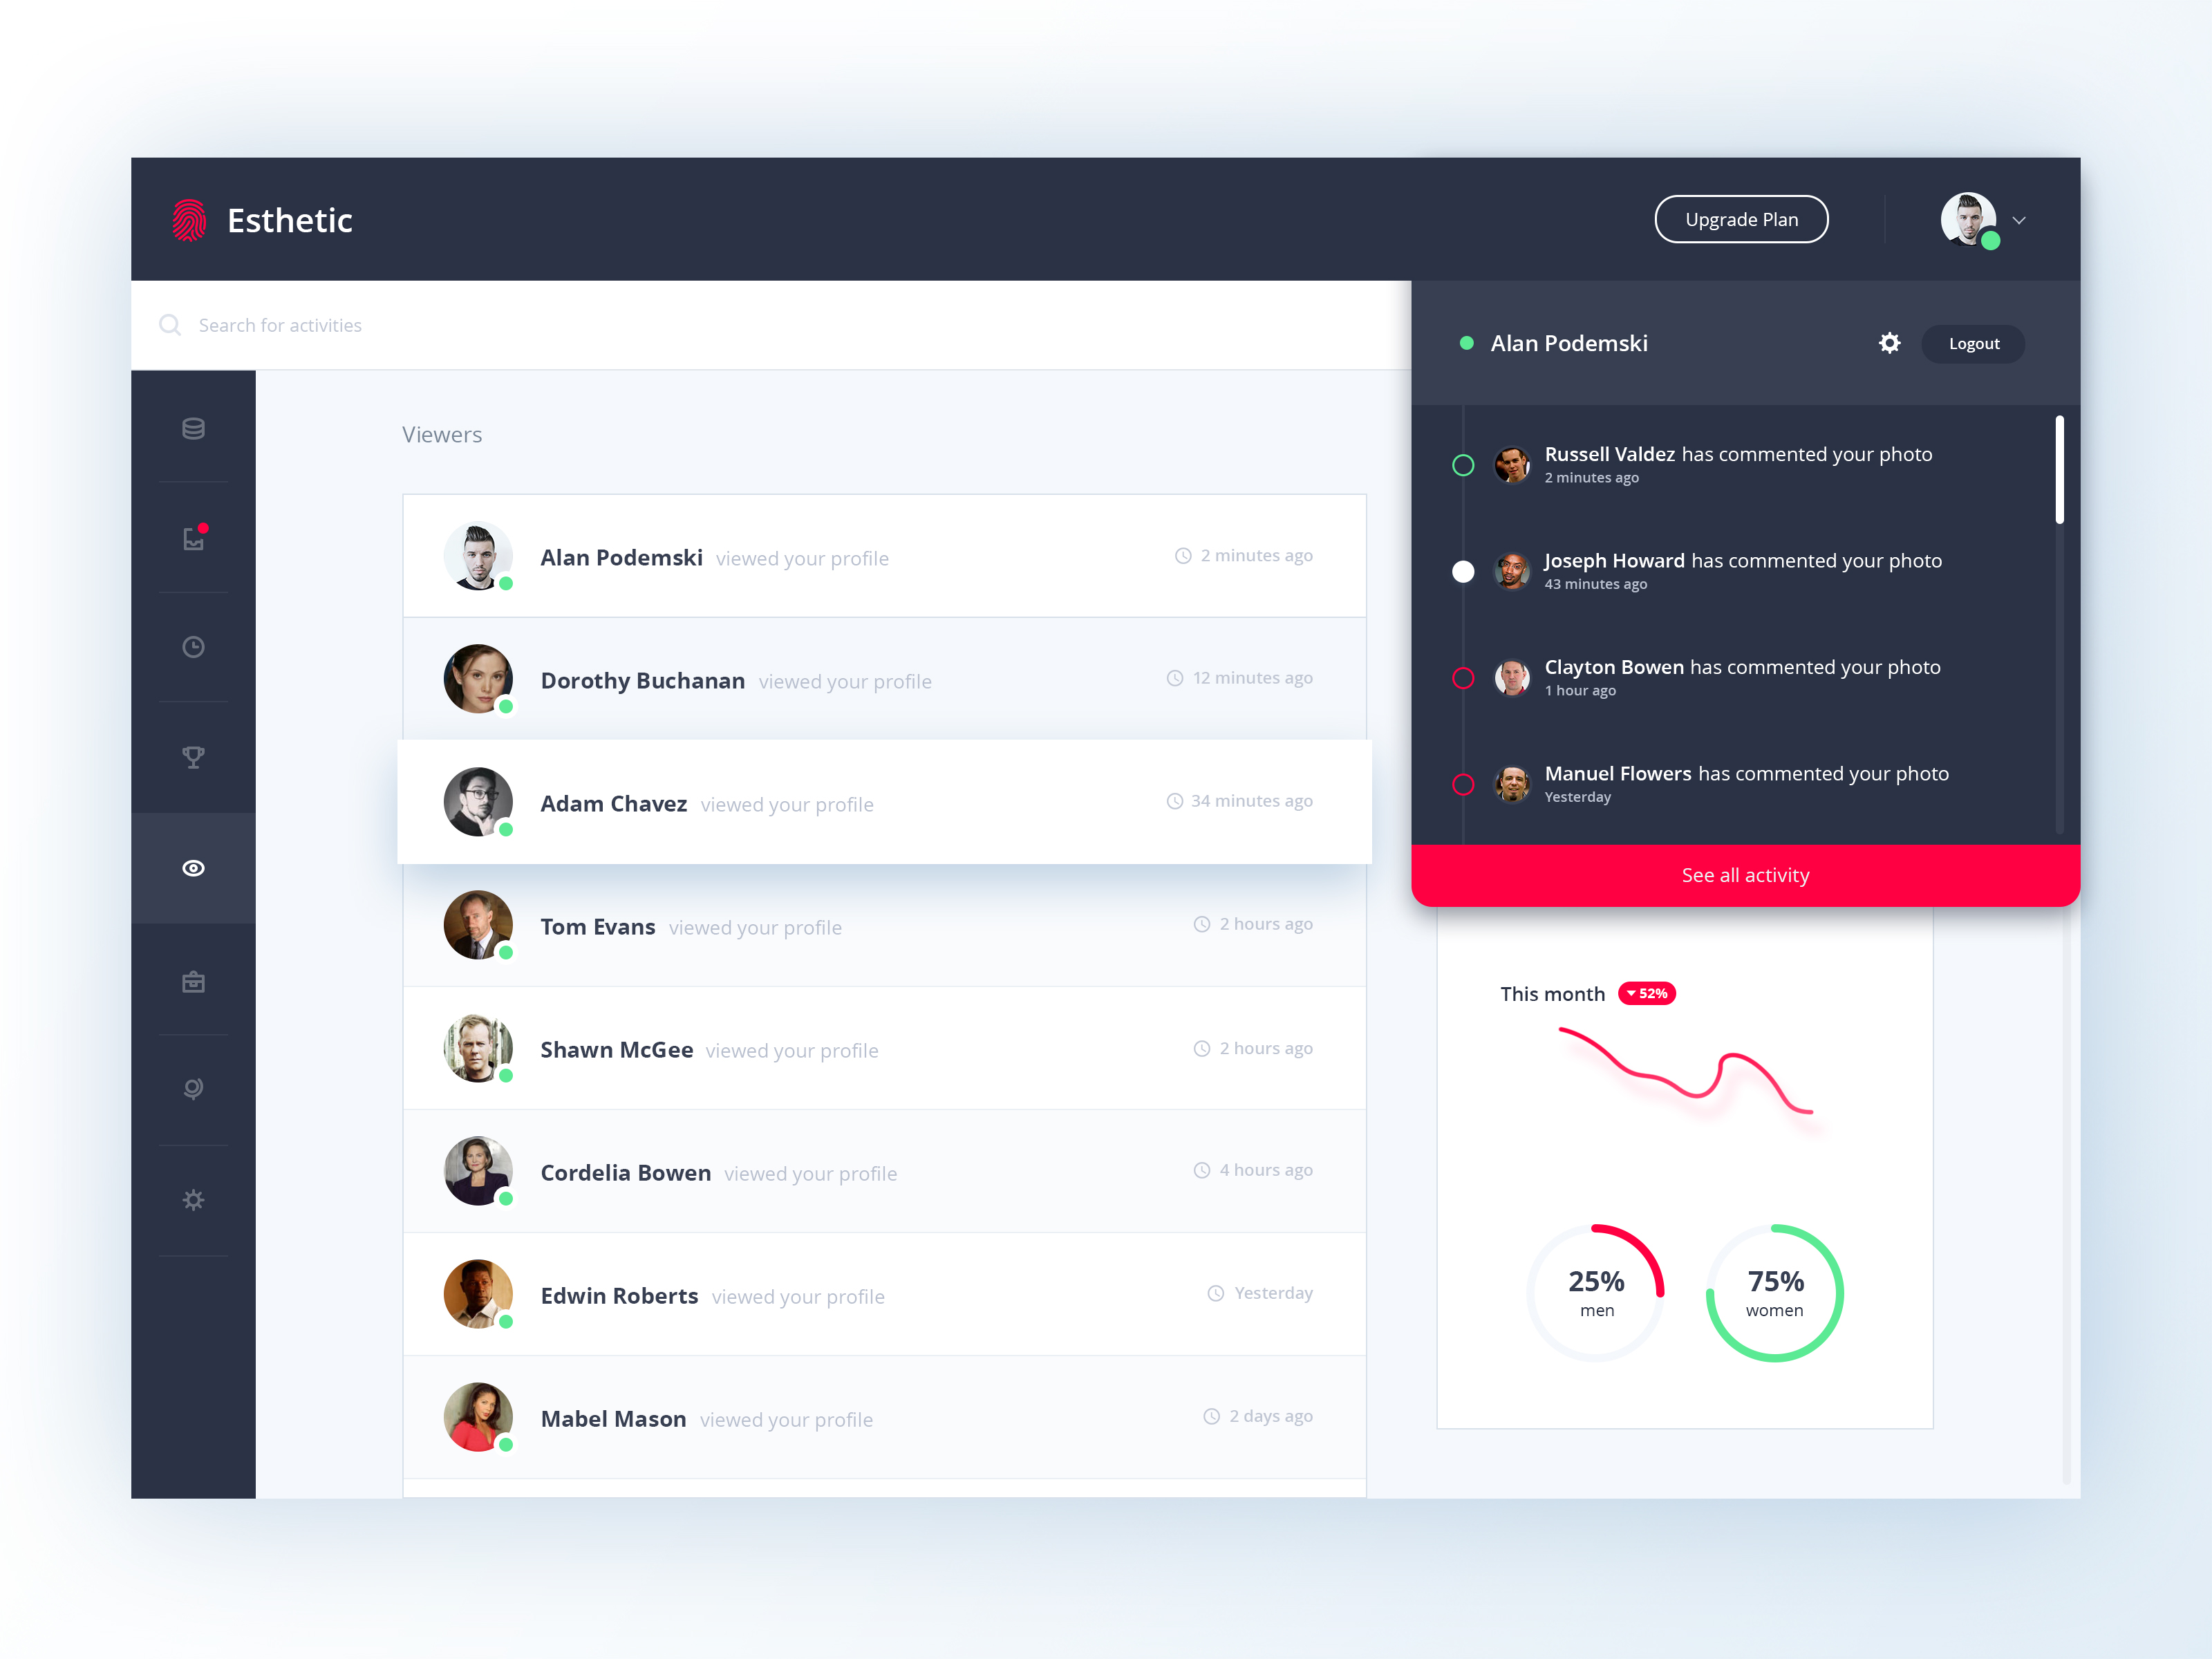 Esthetic
Upgrade Plan
Search for activities
Alan Podemski
Logout
Viewers
Alan Podemski viewed your profile
2 minutes ago
Dorothy Buchanan viewed your profile
12 minutes ago
Adam Chavez viewed your profile
34 minutes ago
Tom Evans viewed your profile
2 hours ago
Shawn McGee viewed your profile
2 hours ago
Cordelia Bowen viewed your profile
4 hours ago
Edwin Roberts viewed your profile
Yesterday
Mabel Mason viewed your profile
2 days ago
Russell Valdez has commented your photo
2 minutes ago
Joseph Howard has commented your photo
43 minutes ago
Clayton Bowen has commented your photo
1 hour ago
Manuel Flowers has commented your photo
Yesterday
See all activity
This month 52%
25%
men
75%
women